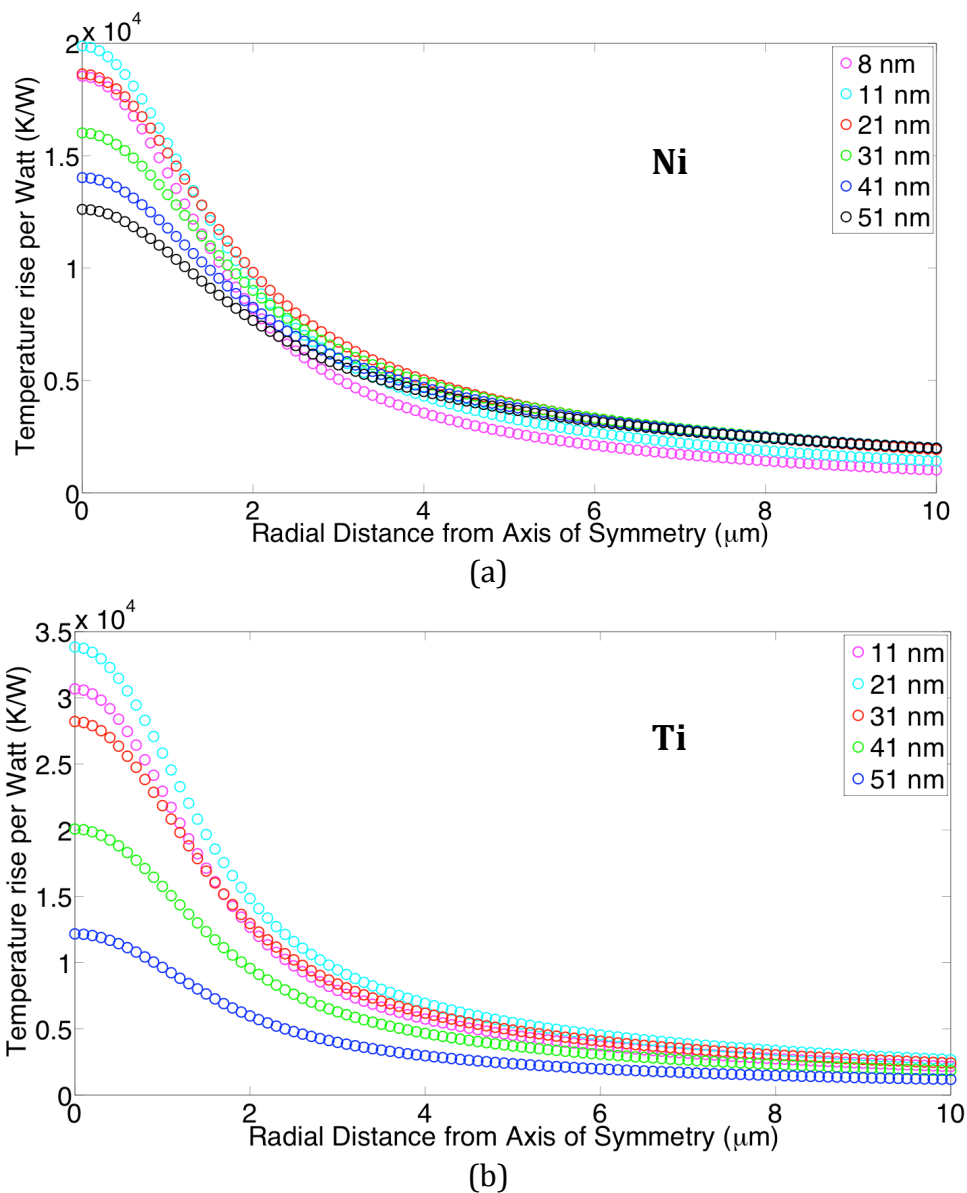 x 10⁴
2
1.5
1
0.5
0
0 2 4 6 8 10
Temperature rise per Watt (K/W)
Radial Distance from Axis of Symmetry (μm)
Ni
8 nm
11 nm
21 nm
31 nm
41 nm
51 nm
(a)
x 10⁴
3.5
3
2.5
2
1.5
1
0.5
0
0 2 4 6 8 10
Temperature rise per Watt (K/W)
Radial Distance from Axis of Symmetry (μm)
Ti
11 nm
21 nm
31 nm
41 nm
51 nm
(b)